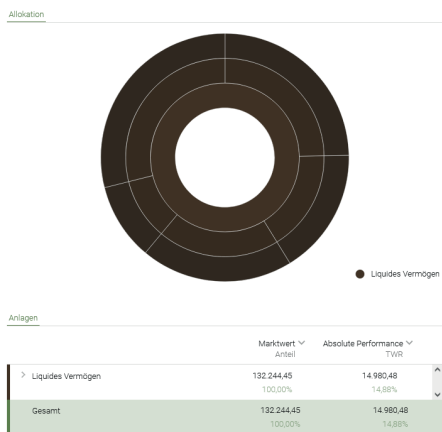 Allokation
Liquides Vermögen
Anlagen
Marktwert Absolute Performance
Anteil TWR
Liquides Vermögen 132.244,45 14.980,48
100,00% 14,88%
Gesamt 132.244,45 14.980,48
100,00% 14,88%